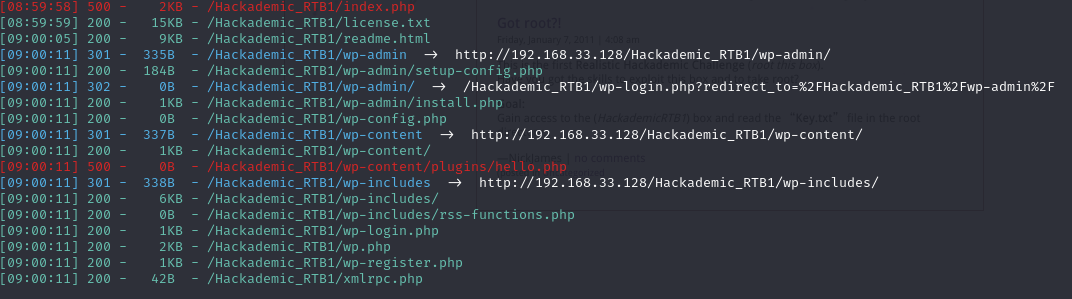 [08:59:58] 500 -    2KB - /Hackademic_RTB1/index.php
[08:59:59] 200 -   15KB - /Hackademic_RTB1/license.txt
[09:00:05] 200 -    9KB - /Hackademic_RTB1/readme.html
[09:00:11] 301 -  335B  - /Hackademic_RTB1/wp-admin  ->  http://192.168.33.128/Hackademic_RTB1/wp-admin/
[09:00:11] 200 -  184B  - /Hackademic_RTB1/wp-admin/setup-config.php
[09:00:11] 302 -    0B  - /Hackademic_RTB1/wp-admin/  ->  /Hackademic_RTB1/wp-login.php?redirect_to=%2FHackademic_RTB1%2Fwp-admin%2F
[09:00:11] 200 -    1KB - /Hackademic_RTB1/wp-admin/install.php
[09:00:11] 200 -    0B  - /Hackademic_RTB1/wp-config.php
[09:00:11] 301 -  337B  - /Hackademic_RTB1/wp-content  ->  http://192.168.33.128/Hackademic_RTB1/wp-content/
[09:00:11] 200 -    1KB - /Hackademic_RTB1/wp-content/
[09:00:11] 500 -    0B  - /Hackademic_RTB1/wp-content/plugins/hello.php
[09:00:11] 301 -  338B  - /Hackademic_RTB1/wp-includes  ->  http://192.168.33.128/Hackademic_RTB1/wp-includes/
[09:00:11] 200 -    6KB - /Hackademic_RTB1/wp-includes/
[09:00:11] 200 -    0B  - /Hackademic_RTB1/wp-includes/rss-functions.php
[09:00:11] 200 -    1KB - /Hackademic_RTB1/wp-login.php
[09:00:11] 200 -    2KB - /Hackademic_RTB1/wp.php
[09:00:11] 200 -    1KB - /Hackademic_RTB1/wp-register.php
[09:00:11] 200 -   42B  - /Hackademic_RTB1/xmlrpc.php
Got root?!
Gain access to the (HackademicRTB1) box and read the “Key.txt” file in the root
| no comments